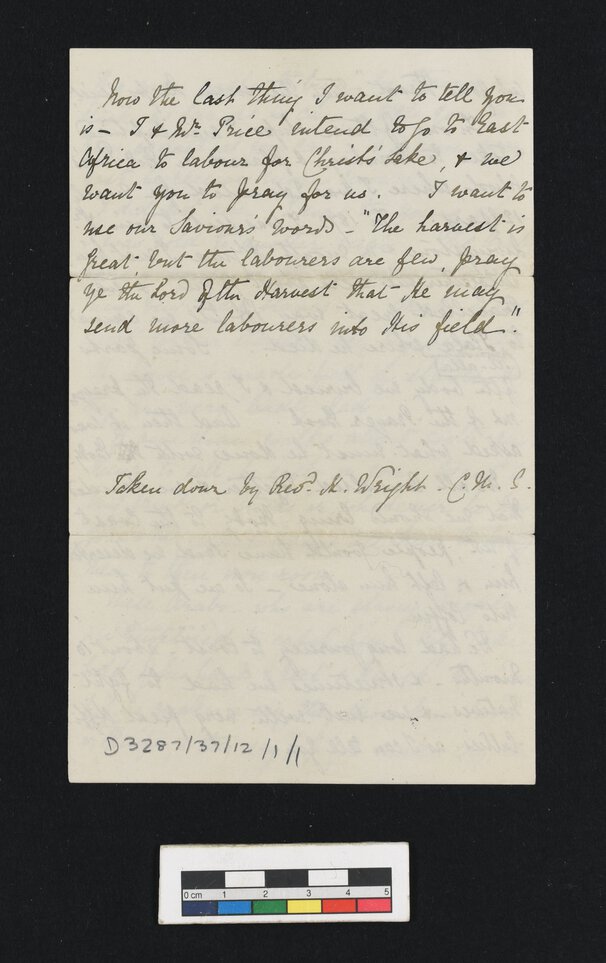 Now the last thing I want to tell you
is – I & Mr. Price intend to go to East
Africa to labour for Christ's sake, & we
want you to pray for us. I want to
use our Saviour's words – "The harvest is
great, but the labourers are few, pray
ye the Lord of the Harvest that He may
send more labourers into His field".
Taken down by Revd. H. Wright. C. M. S.
D3287/37/12/1/1
0 cm 1 2 3 4 5